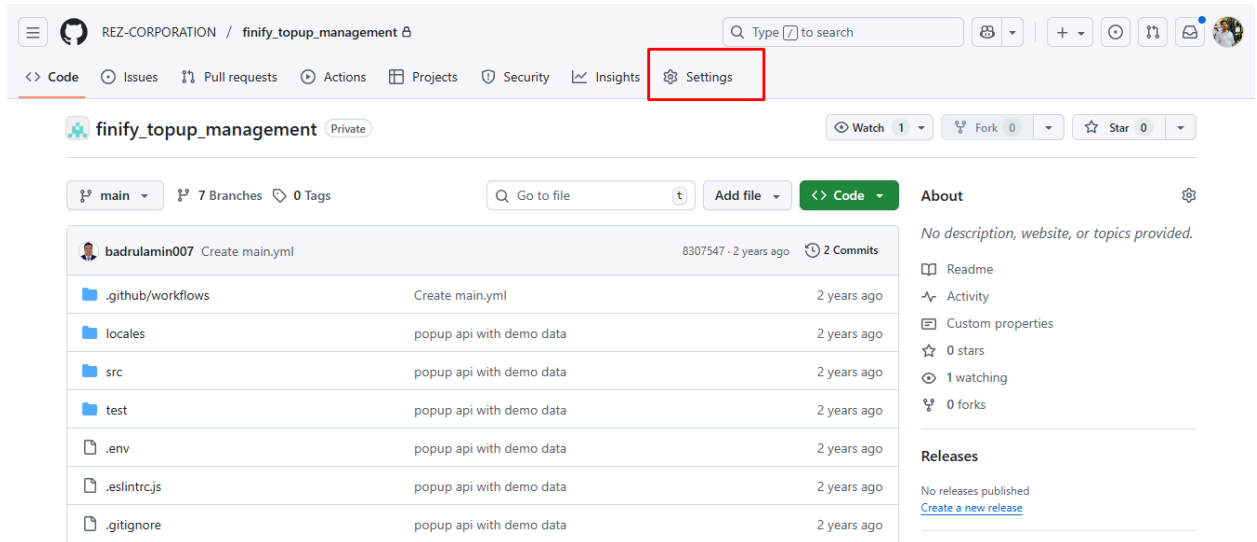 REZ-CORPORATION / finify_topup_management
Type / to search
Code Issues Pull requests Actions Projects Security Insights Settings
finify_topup_management Private
Watch 1 Fork 0 Star 0
main 7 Branches 0 Tags Go to file t Add file Code
badrulamin007 Create main.yml 8307547 · 2 years ago 2 Commits
.github/workflows Create main.yml 2 years ago
locales popup api with demo data 2 years ago
src popup api with demo data 2 years ago
test popup api with demo data 2 years ago
.env popup api with demo data 2 years ago
.eslintrc.js popup api with demo data 2 years ago
.gitignore popup api with demo data 2 years ago
About
No description, website, or topics provided.
Readme
Activity
Custom properties
0 stars
1 watching
0 forks
Releases
No releases published
Create a new release